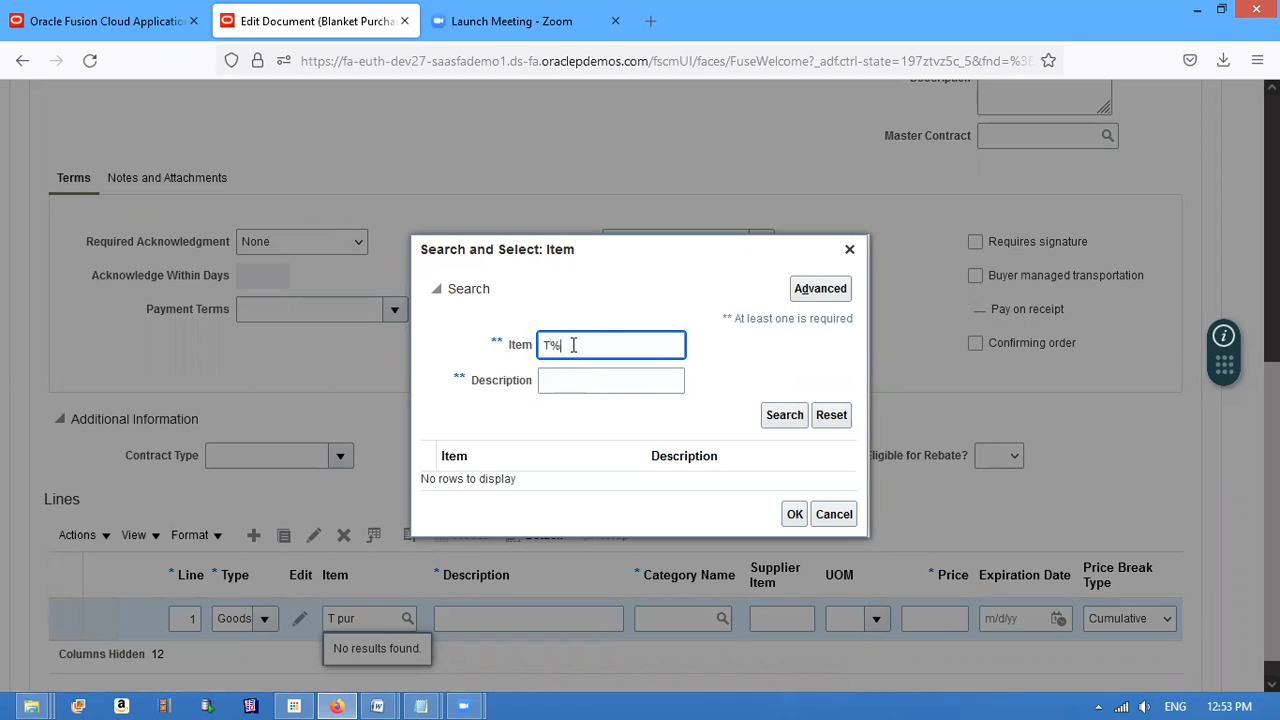 Oracle Fusion Cloud Application
Edit Document (Blanket Purcha
Launch Meeting - Zoom
https://fa-euth-dev27-saasfademo1.ds-fa.oraclepdemos.com/fscmUI/faces/FuseWelcome?_adf.ctrl-state=197ztvz5c_5&fnd=%3B
Master Contract
Terms
Notes and Attachments
Required Acknowledgment
None
Requires signature
Acknowledge Within Days
Buyer managed transportation
Payment Terms
Pay on receipt
Confirming order
Search and Select: Item
Search
Advanced
** At least one is required
** Item
T%
** Description
Search
Reset
Item
Description
No rows to display
OK
Cancel
Additional Information
Contract Type
Eligible for Rebate?
Lines
Actions
View
Format
* Line
* Type
Edit
Item
* Description
* Category Name
Supplier Item
UOM
* Price
Expiration Date
Price Break Type
1
Goods
T pur
m/d/yy
Cumulative
No results found.
Columns Hidden 12
ENG
12:53 PM